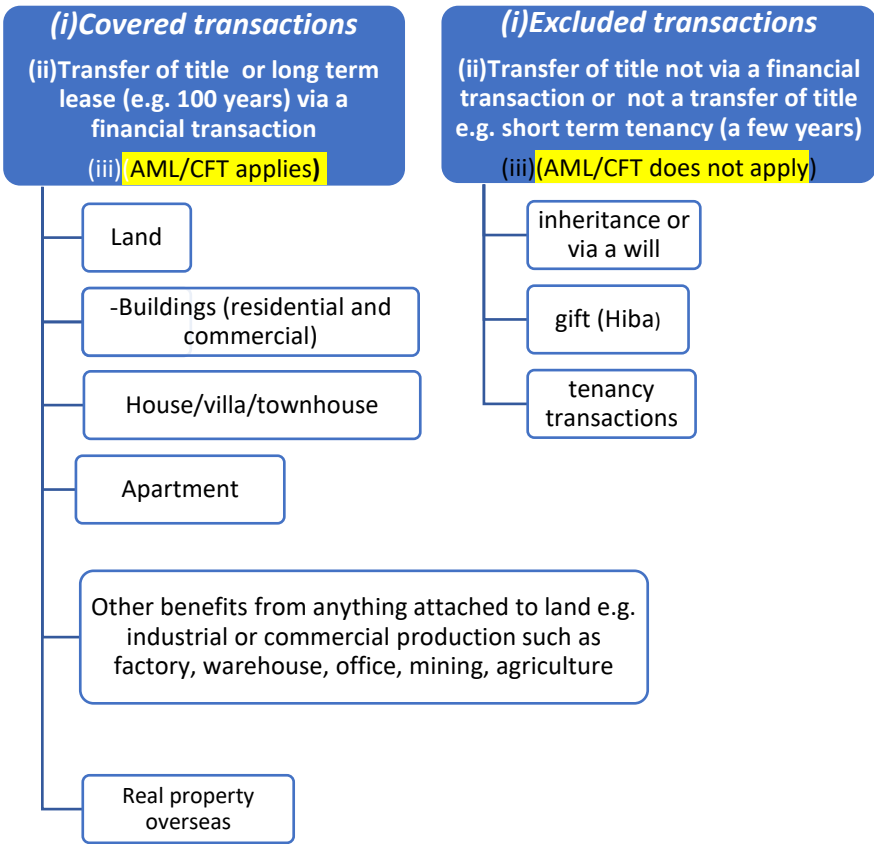 (i)Covered transactions
(ii)Transfer of title or long term
lease (e.g. 100 years) via a
financial transaction
(iii)(AML/CFT applies)
Land
-Buildings (residential and
commercial)
House/villa/townhouse
Apartment
Other benefits from anything attached to land e.g.
industrial or commercial production such as
factory, warehouse, office, mining, agriculture
Real property
overseas
(i)Excluded transactions
(ii)Transfer of title not via a financial
transaction or not a transfer of title
e.g. short term tenancy (a few years)
(iii)(AML/CFT does not apply)
inheritance or
via a will
gift (Hiba)
tenancy
transactions